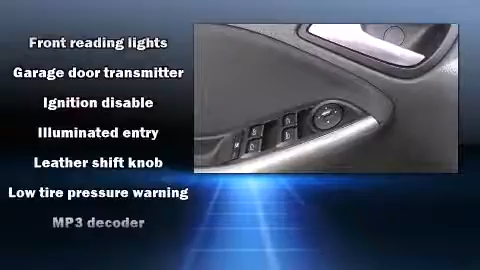 Front reading lights
Garage door transmitter
Ignition disable
Illuminated entry
Leather shift knob
Low tire pressure warning
MP3 decoder